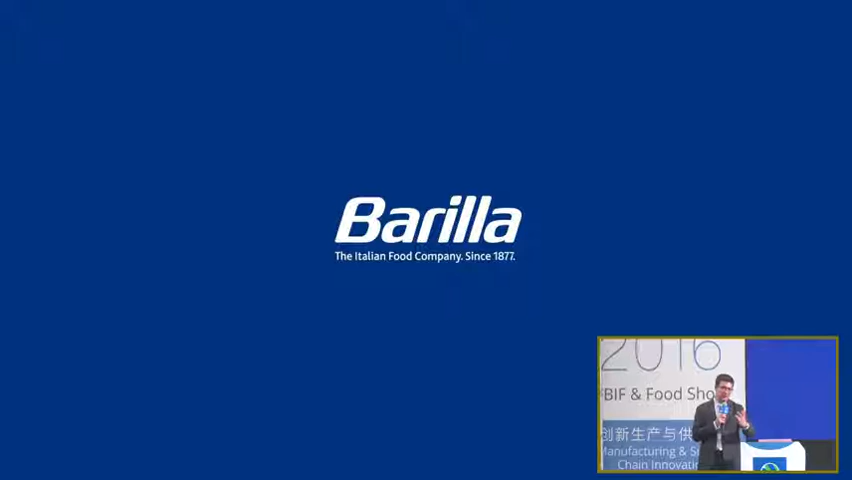 Barilla
The Italian Food Company. Since 1877.
2016
FBIF & Food Sho
创新生产与供
Manufacturing & S
Chain Innovati